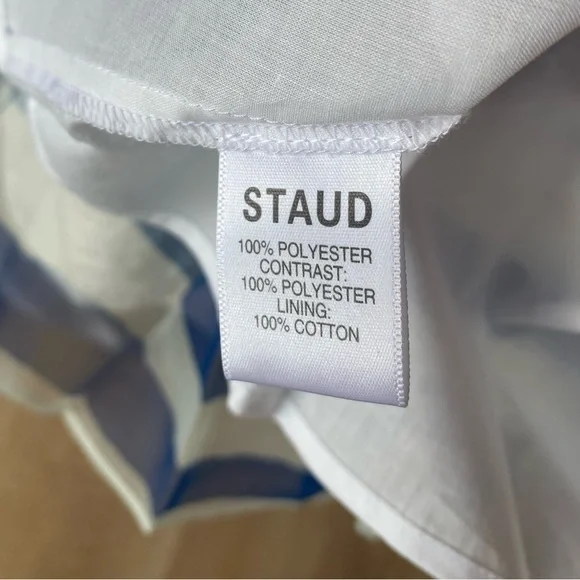 STAUD
100% POLYESTER
CONTRAST:
100% POLYESTER
LINING:
100% COTTON